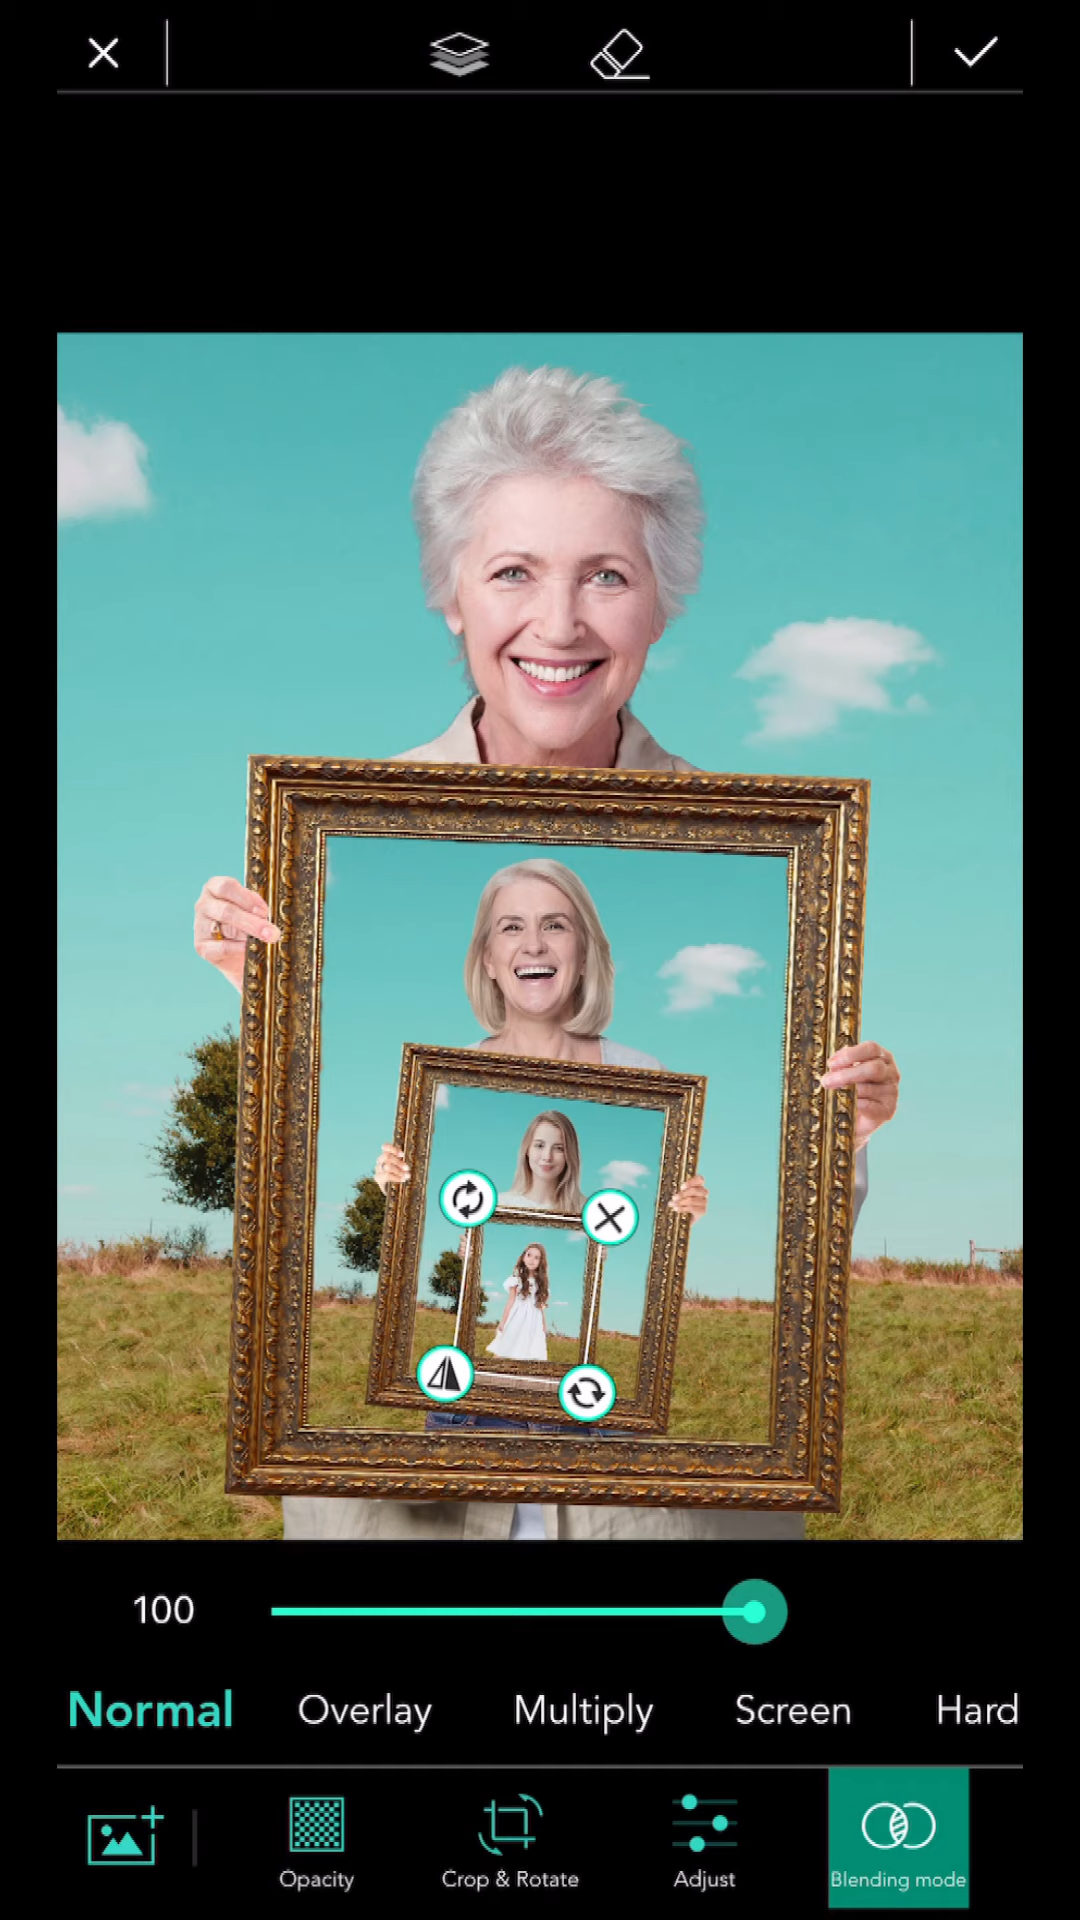 100
Normal Overlay Multiply Screen Hard
Opacity Crop & Rotate Adjust Blending mode